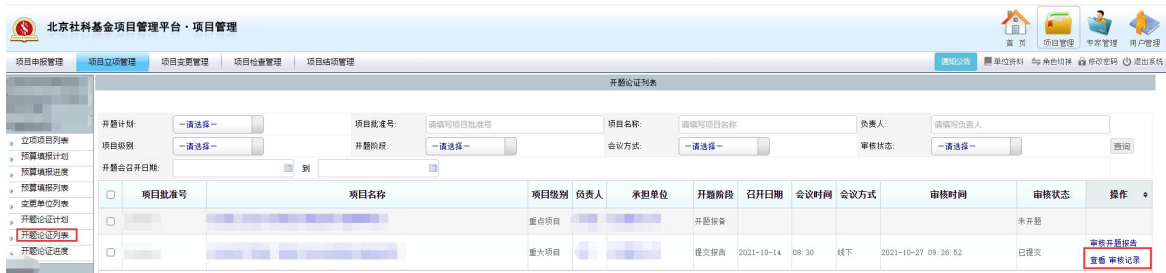 北京社科基金项目管理平台·项目管理
首页 项目管理 专家管理 用户管理
项目申报管理 项目立项管理 项目变更管理 项目检查管理 项目结项管理 通知公告 单位资料 角色切换 修改密码 退出系统
开题论证列表
开题计划: -请选择- 项目批准号: 请填写项目批准号 项目名称: 请填写项目名称 负责人: 请填写负责人
项目级别: -请选择- 开题阶段: -请选择- 会议方式: -请选择- 审核状态: -请选择- 查询
开题会召开日期: 到
立项项目列表
预算填报计划
预算填报进度
预算填报列表
变更单位列表
开题论证计划
开题论证列表
开题论证进度
项目批准号 项目名称 项目级别 负责人 承担单位 开题阶段 召开日期 会议时间 会议方式 审核时间 审核状态 操作
重点项目 开题报备 未开题
重大项目 提交报告 2021-10-14 08:30 线下 2021-10-27 09:26:52 已提交 审核开题报告
查看 审核记录